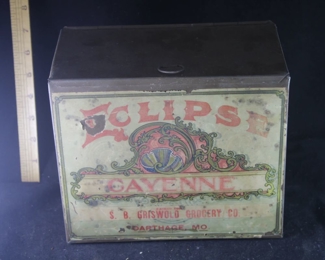 ECLIPSE
CAYENNE
S. B. GRISWOLD GROCERY CO.
CARTHAGE, MO